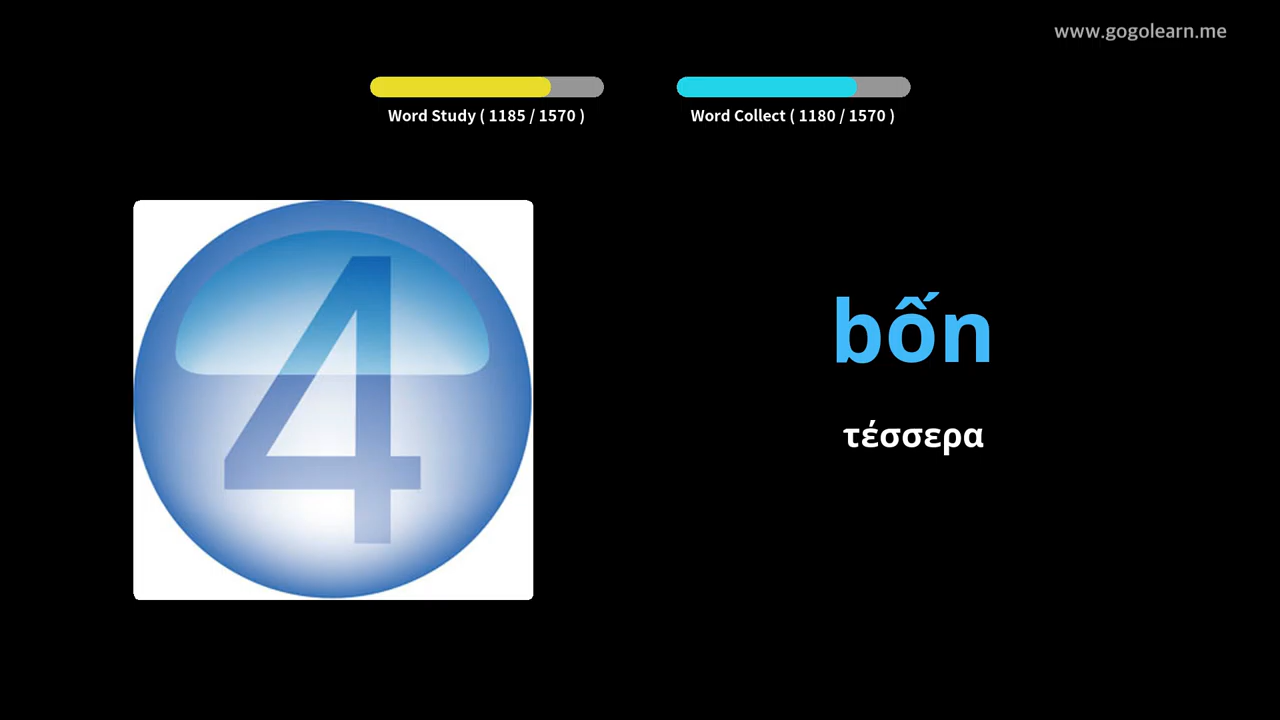 www.gogolearn.me
Word Study ( 1185 / 1570 )
Word Collect ( 1180 / 1570 )
4
bốn
τέσσερα